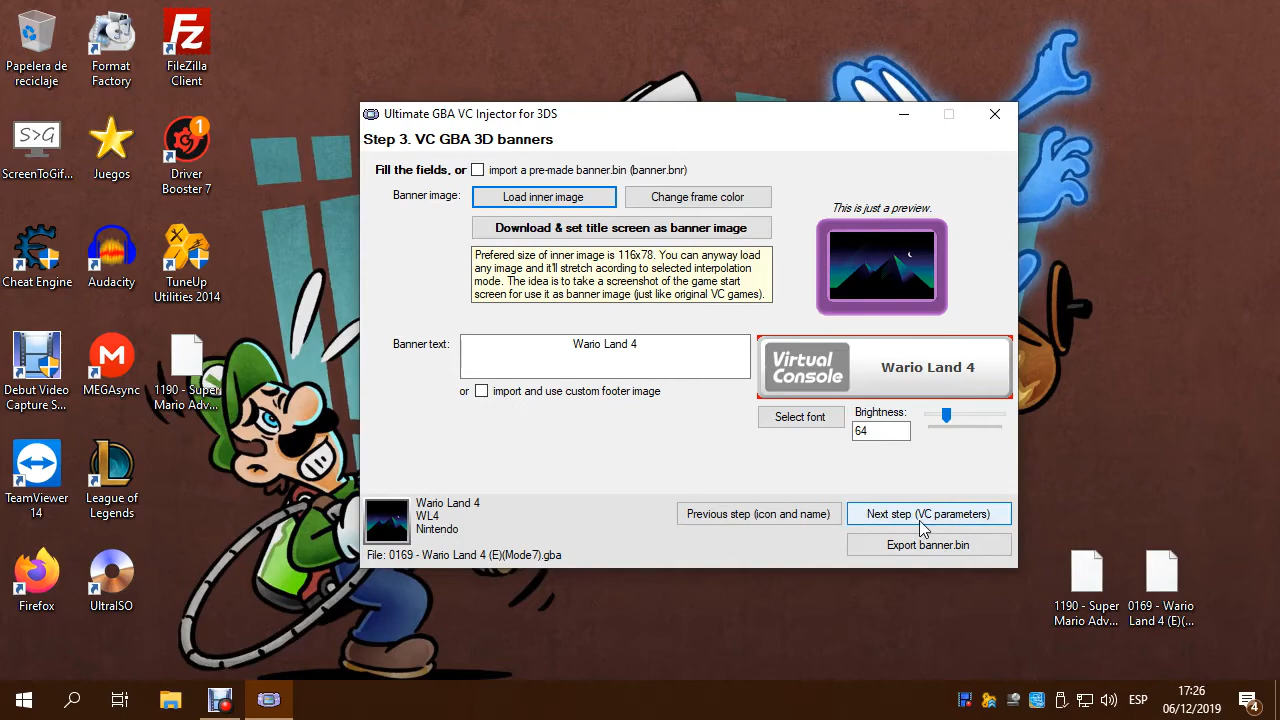 Papelera de
reciclaje
Format
Factory
FileZilla
Client
S>G
ScreenToGif...
Juegos
1
Driver
Booster 7
Cheat Engine
Audacity
TuneUp
Utilities 2014
Debut Video
Capture S...
MEGAsync
1190 - Super
Mario Adv...
TeamViewer
14
League of
Legends
Firefox
UltraISO
Ultimate GBA VC Injector for 3DS
Step 3. VC GBA 3D banners
Fill the fields, or
import a pre-made banner.bin (banner.bnr)
Banner image:
Load inner image
Change frame color
Download & set title screen as banner image
Prefered size of inner image is 116x78. You can anyway load
any image and it'll stretch acording to selected interpolation
mode. The idea is to take a screenshot of the game start
screen for use it as banner image (just like original VC games).
This is just a preview.
Banner text:
Wario Land 4
or
import and use custom footer image
Virtual
Console
Wario Land 4
Select font
Brightness:
64
Wario Land 4
WL4
Nintendo
File: 0169 - Wario Land 4 (E)(Mode7).gba
Previous step (icon and name)
Next step (VC parameters)
Export banner.bin
1190 - Super
Mario Adv...
0169 - Wario
Land 4 (E)(...
ESP
17:26
06/12/2019
4